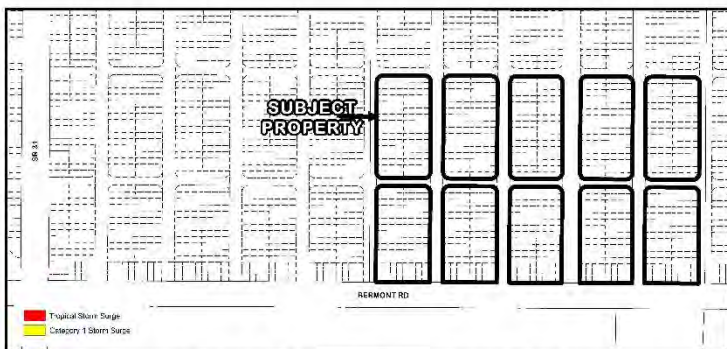 SUBJECT
PROPERTY
SR 31
BERMONT RD
Tropical Storm Surge
Category 1 Storm Surge